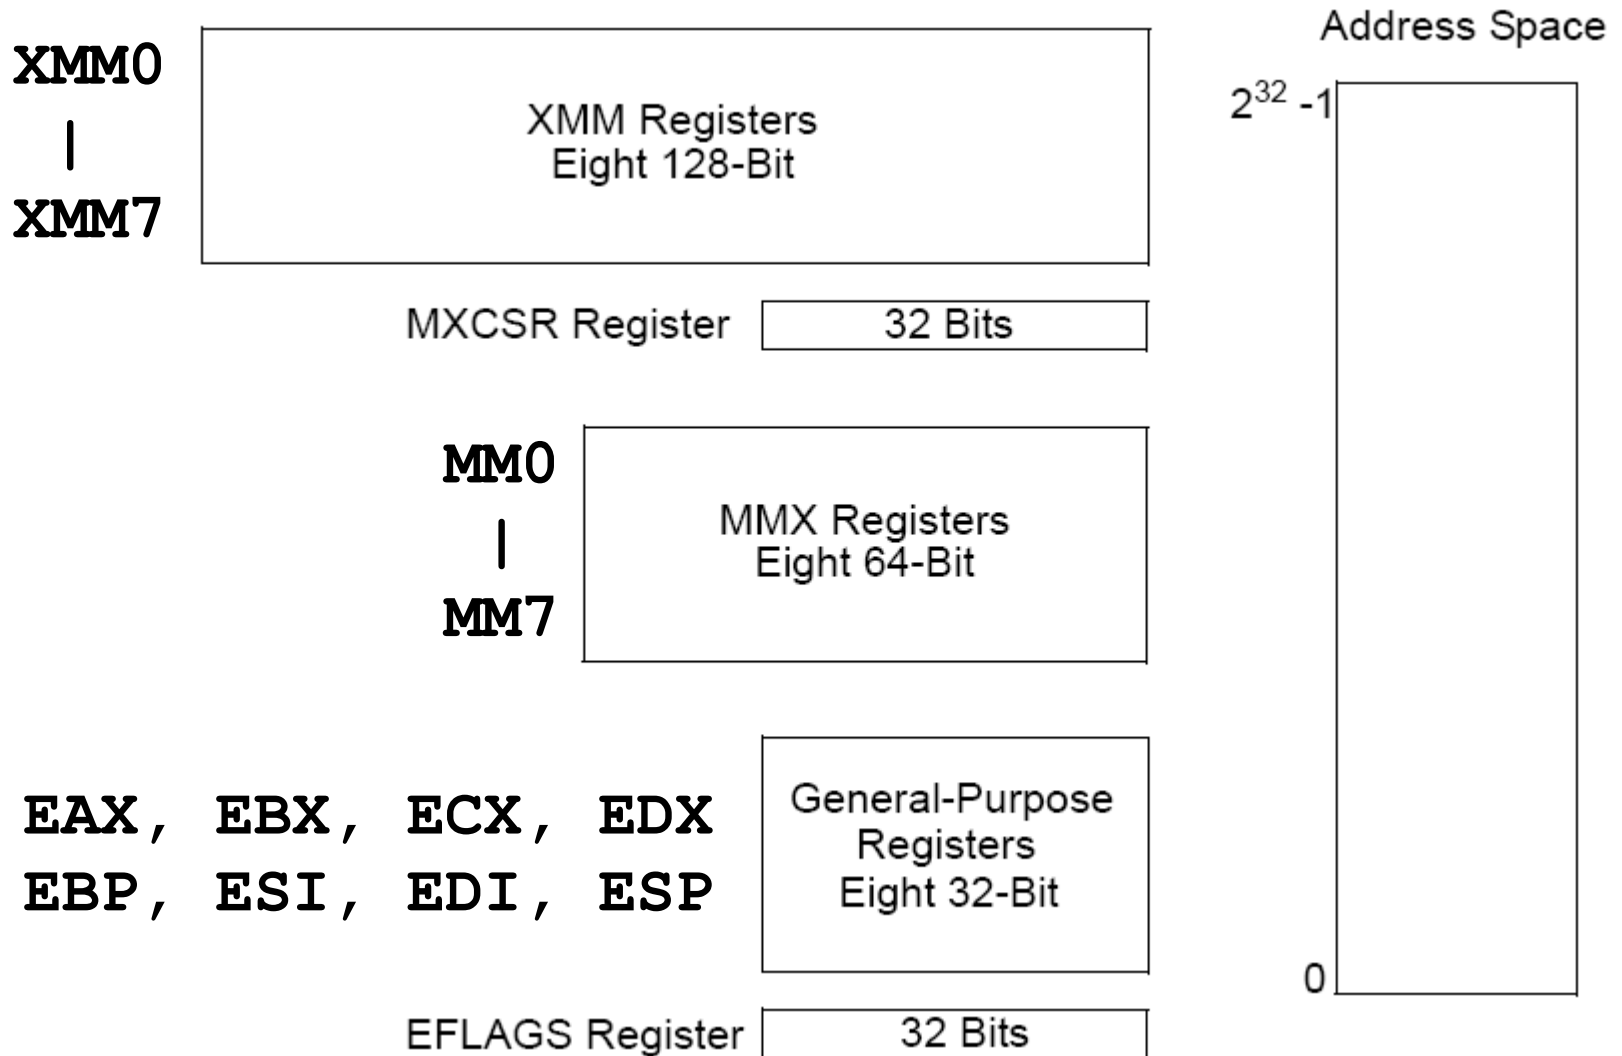 Address Space
2³² -1
XMM0
|
XMM7
XMM Registers
Eight 128-Bit
MXCSR Register
32 Bits
MM0
|
MM7
MMX Registers
Eight 64-Bit
EAX, EBX, ECX, EDX
EBP, ESI, EDI, ESP
General-Purpose
Registers
Eight 32-Bit
0
EFLAGS Register
32 Bits